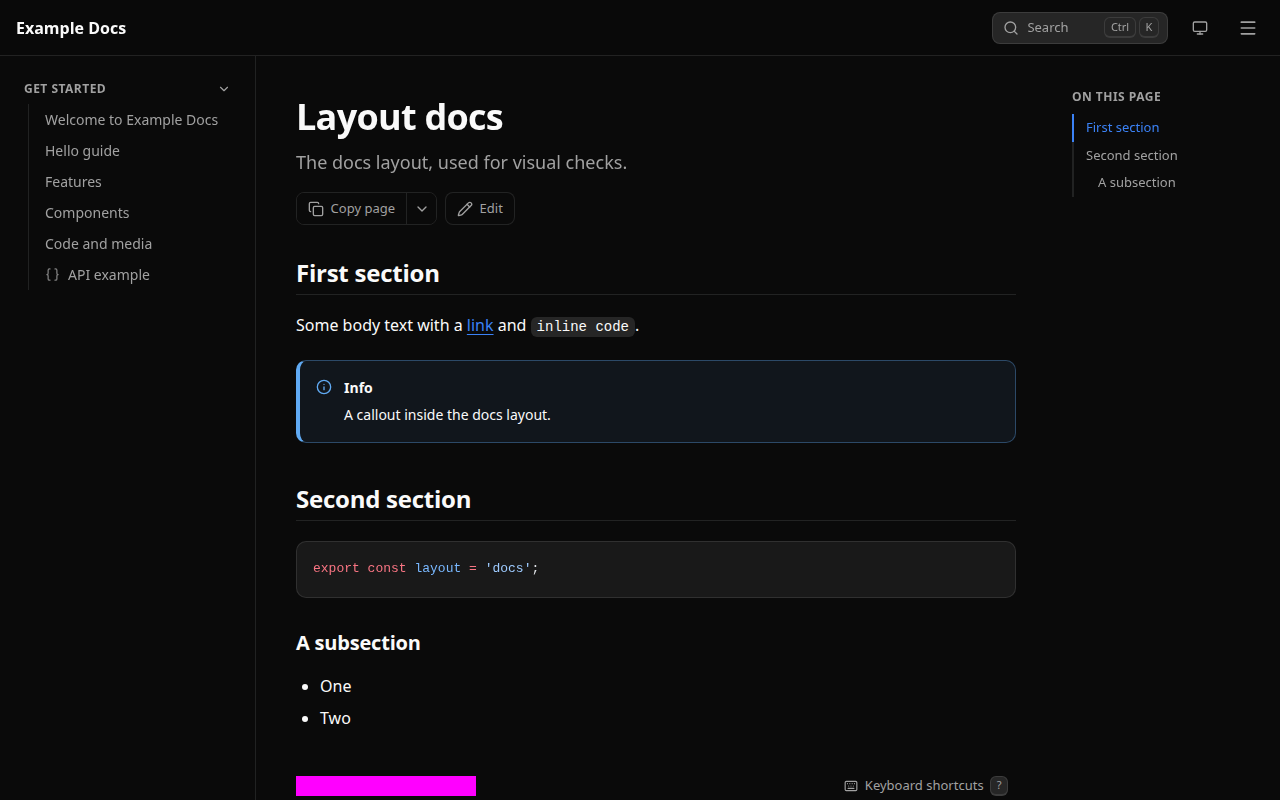 Example Docs
Search Ctrl K
GET STARTED
Welcome to Example Docs
Hello guide
Features
Components
Code and media
{} API example
Layout docs
The docs layout, used for visual checks.
Copy page
Edit
First section
Some body text with a link and inline code.
Info
A callout inside the docs layout.
Second section
export const layout = 'docs';
A subsection
One
Two
Keyboard shortcuts ?
ON THIS PAGE
First section
Second section
A subsection